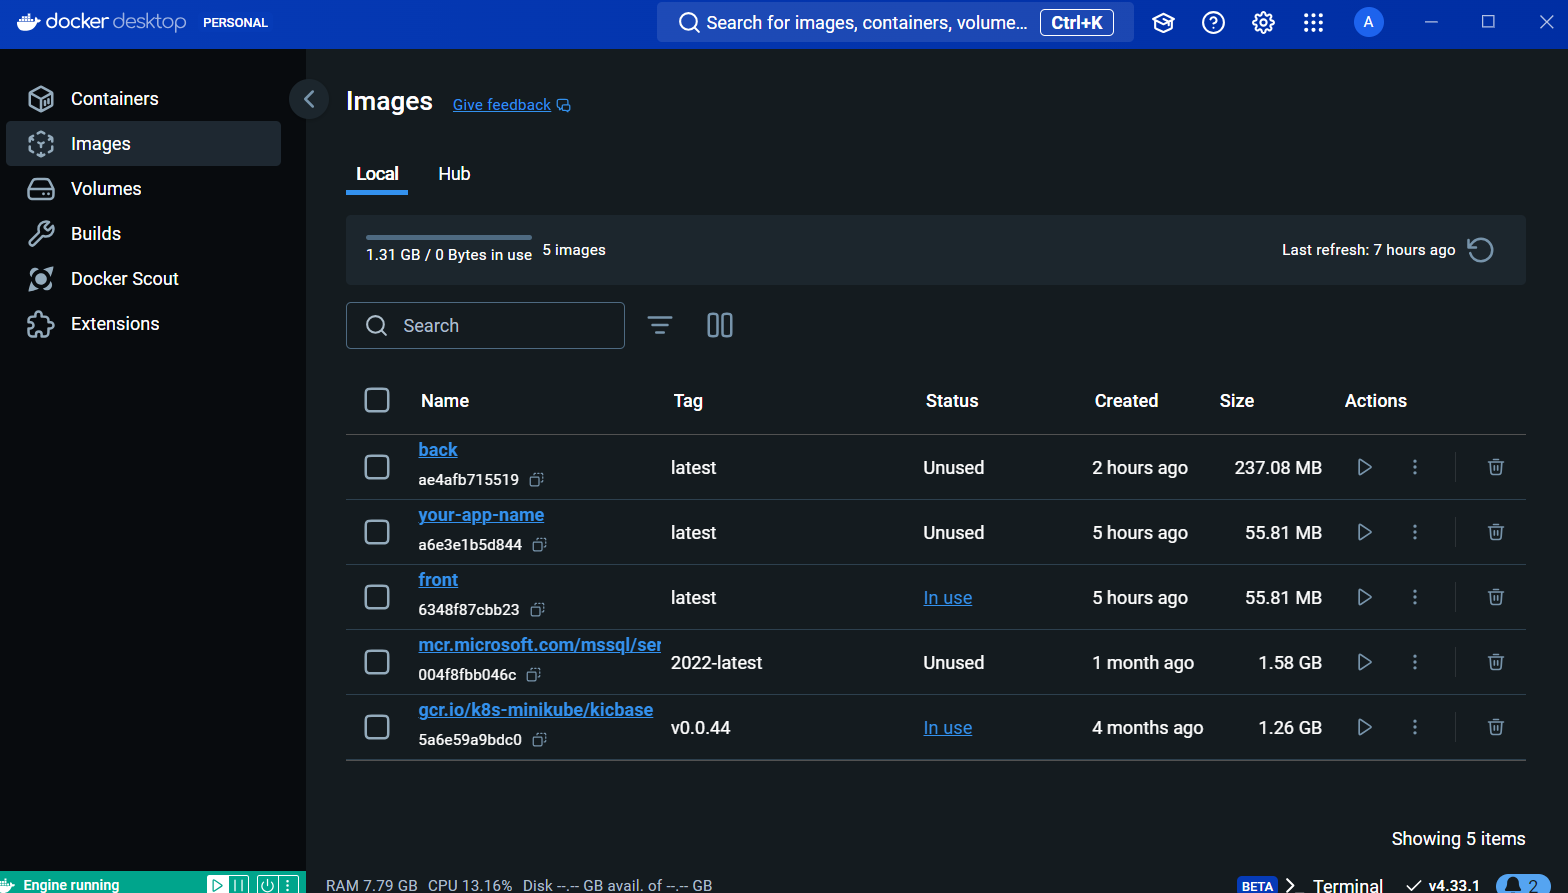 docker desktop PERSONAL
Search for images, containers, volume... Ctrl+K
A
Containers
Images
Volumes
Builds
Docker Scout
Extensions
Images Give feedback
Local Hub
1.31 GB / 0 Bytes in use 5 images
Last refresh: 7 hours ago
Search
Name Tag Status Created Size Actions
back
ae4afb715519
latest Unused 2 hours ago 237.08 MB
your-app-name
a6e3e1b5d844
latest Unused 5 hours ago 55.81 MB
front
6348f87cbb23
latest In use 5 hours ago 55.81 MB
mcr.microsoft.com/mssql/ser
004f8fbb046c
2022-latest Unused 1 month ago 1.58 GB
gcr.io/k8s-minikube/kicbase
5a6e59a9bdc0
v0.0.44 In use 4 months ago 1.26 GB
Showing 5 items
Engine running
RAM 7.79 GB CPU 13.16% Disk --.-- GB avail. of --.-- GB
BETA Terminal v4.33.1 2